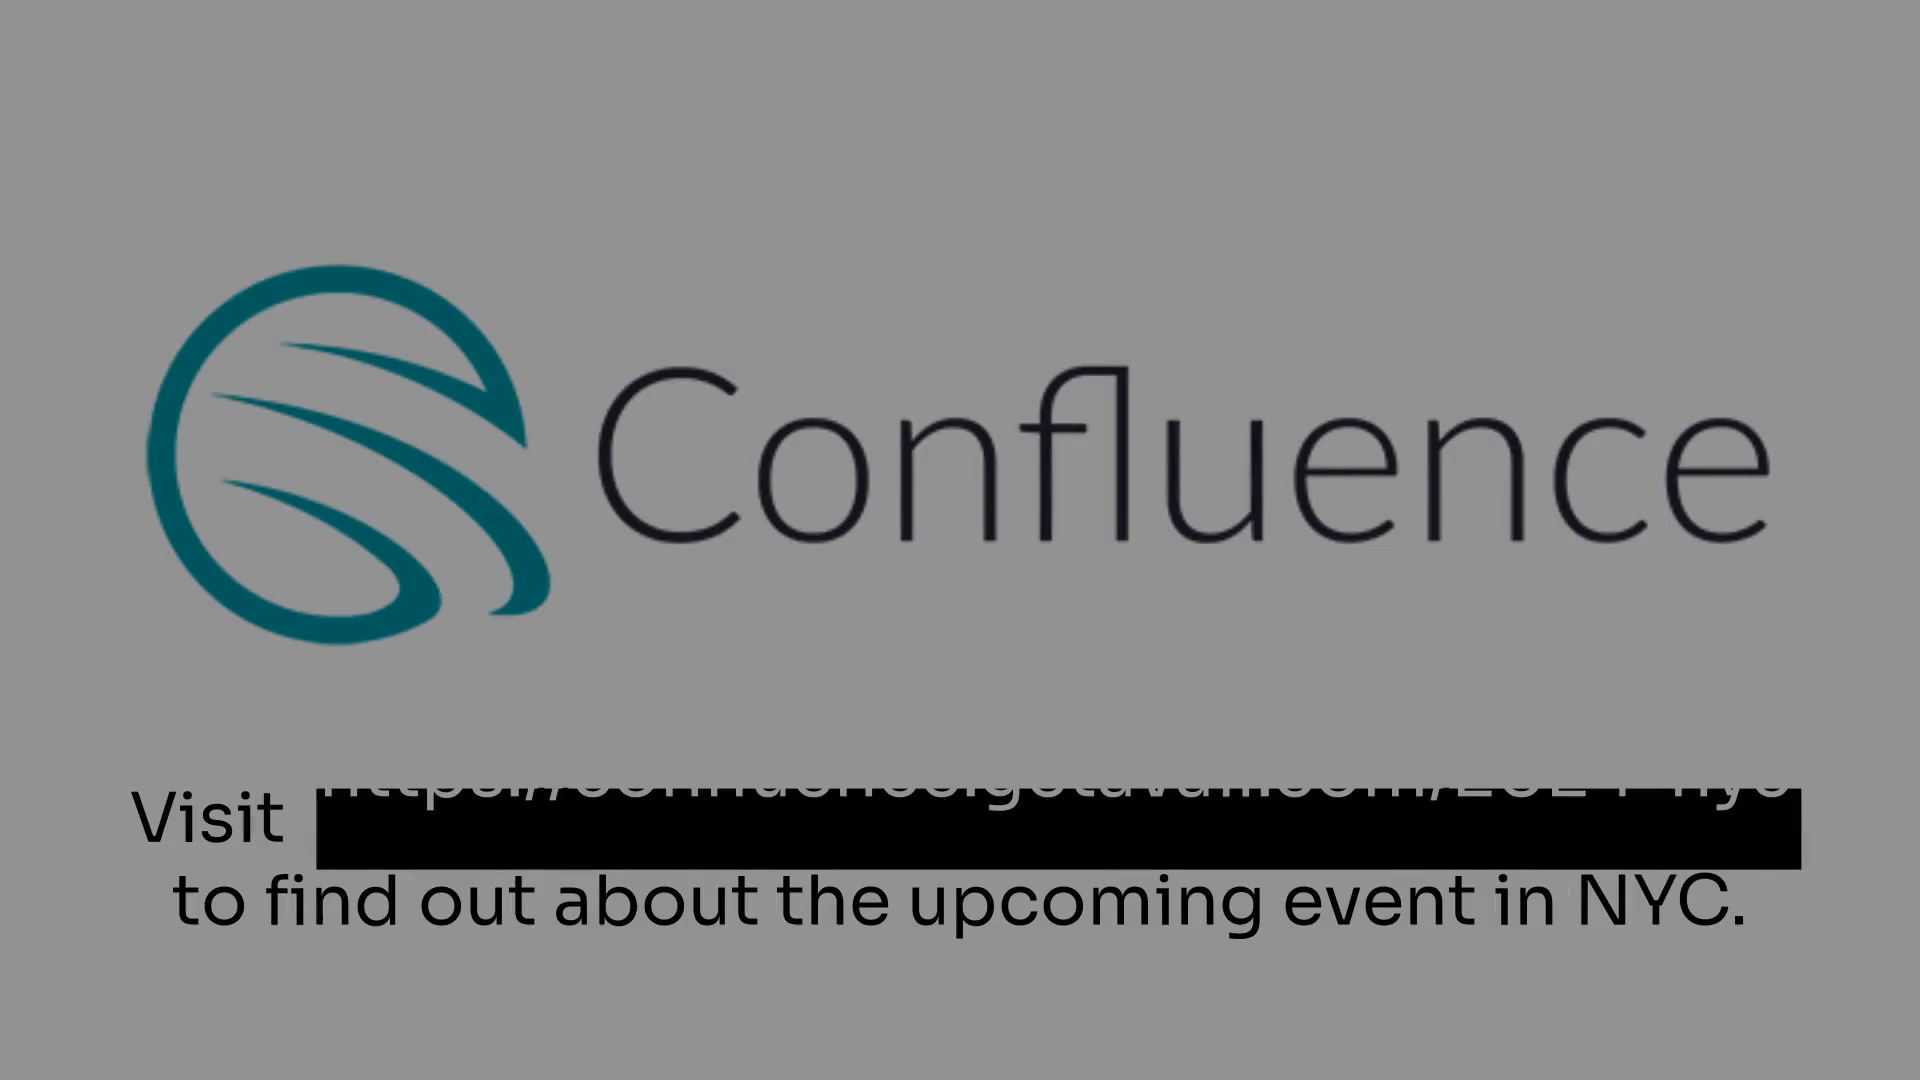 Confluence
Visit
to find out about the upcoming event in NYC.